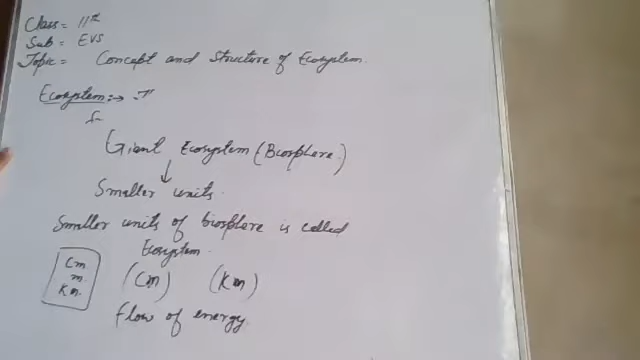 Class = 11th
Sub = EVS
Topic = Concept and Structure of Ecosystem
Ecosystem :->
Giant Ecosystem (Biosphere)
↓
Smaller units.
Smaller units of biosphere is called
Ecosystem.
Cm
m
Km
(Cm) (Km)
flow of energy